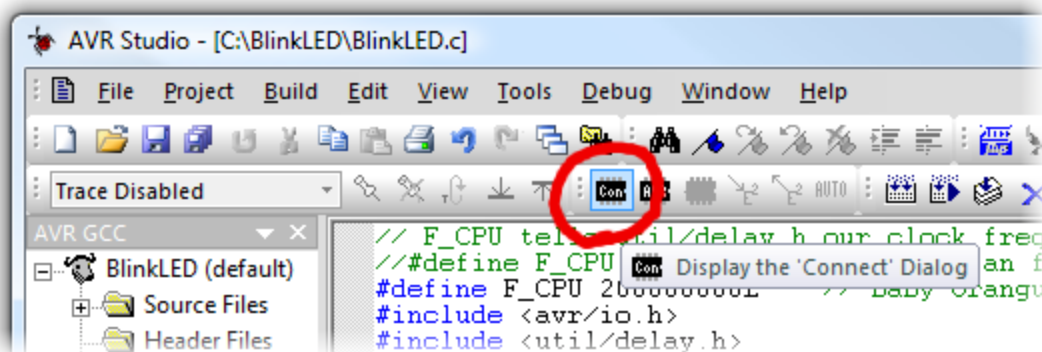 AVR Studio - [C:\BlinkLED\BlinkLED.c]
File Project Build Edit View Tools Debug Window Help
Trace Disabled
Con
AUTO
AVR GCC
BlinkLED (default)
Source Files
Header Files
// F_CPU tells util/delay.h our clock freq
//#define F_CPU
an f
Con Display the 'Connect' Dialog
#define F_CPU
// Baby Orangu
#include <avr/io.h>
#include <util/delay.h>